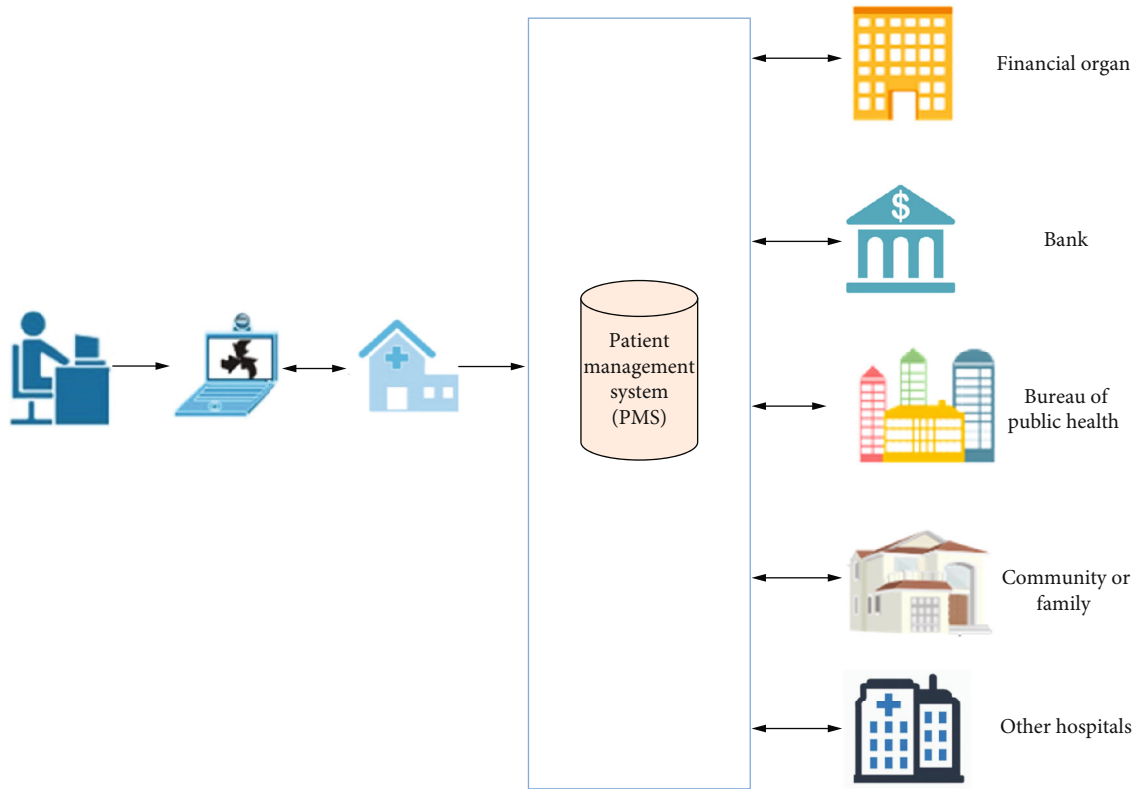 Financial organ
$
Bank
Patient
management
system
(PMS)
Bureau of
public health
Community or
family
Other hospitals